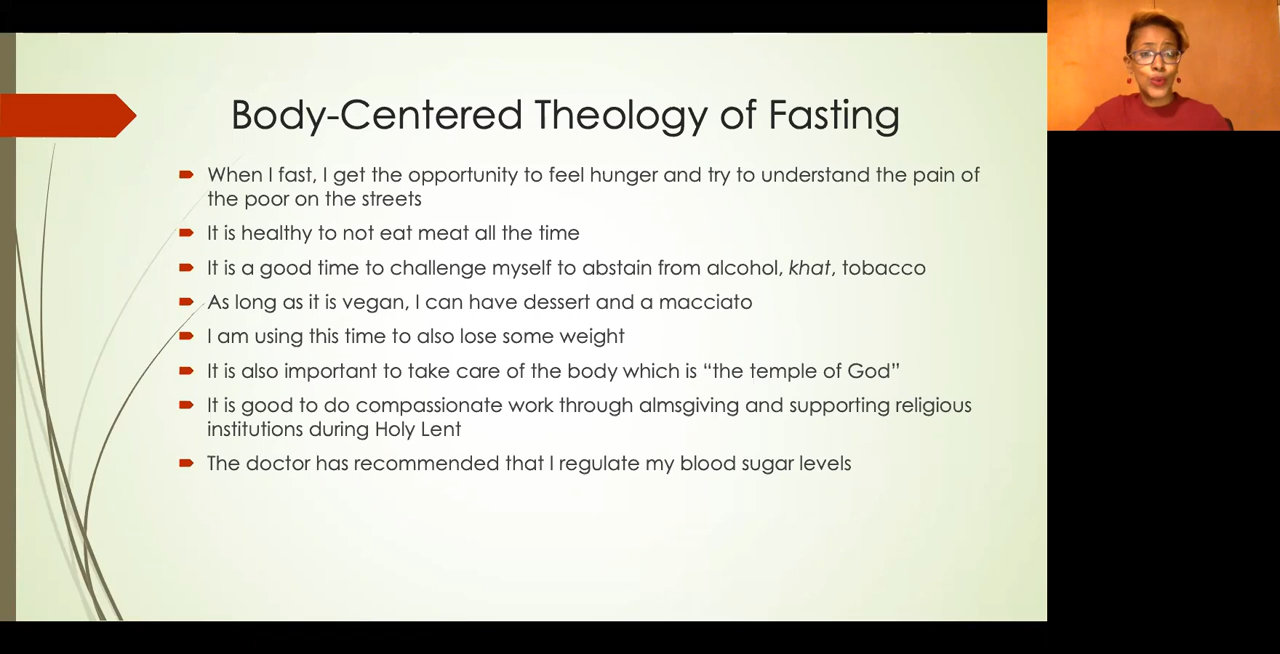 Body-Centered Theology of Fasting
When I fast, I get the opportunity to feel hunger and try to understand the pain of
the poor on the streets
It is healthy to not eat meat all the time
It is a good time to challenge myself to abstain from alcohol, khat, tobacco
As long as it is vegan, I can have dessert and a macciato
I am using this time to also lose some weight
It is also important to take care of the body which is “the temple of God”
It is good to do compassionate work through almsgiving and supporting religious
institutions during Holy Lent
The doctor has recommended that I regulate my blood sugar levels